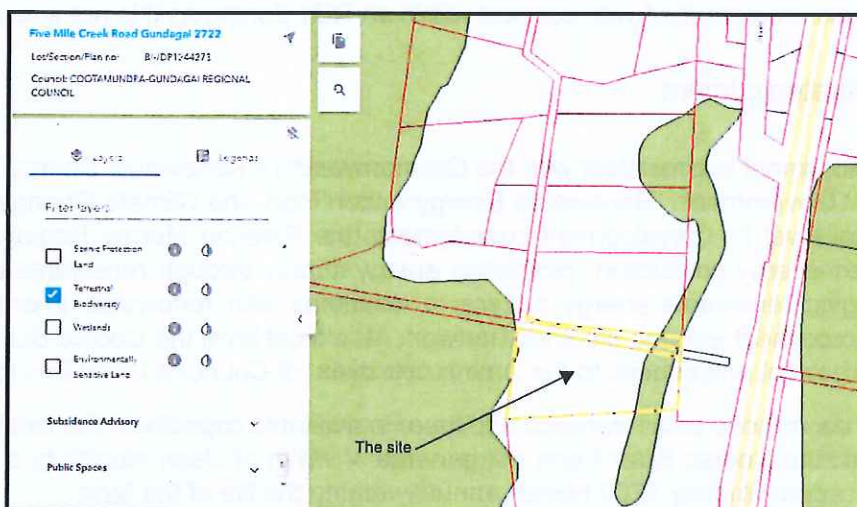 Five Mile Creek Road Gundagai 2722
Lot/Section/Plan no:
Council: COOTAMUNDRA-GUNDAGAI REGIONAL
COUNCIL
Layers Legends
Filter Layers
Scenic Protection
Land
Terrestrial
Biodiversity
Wetlands
Environmentally
Sensitive Land
Subsidence Advisory
Public Spaces
The site